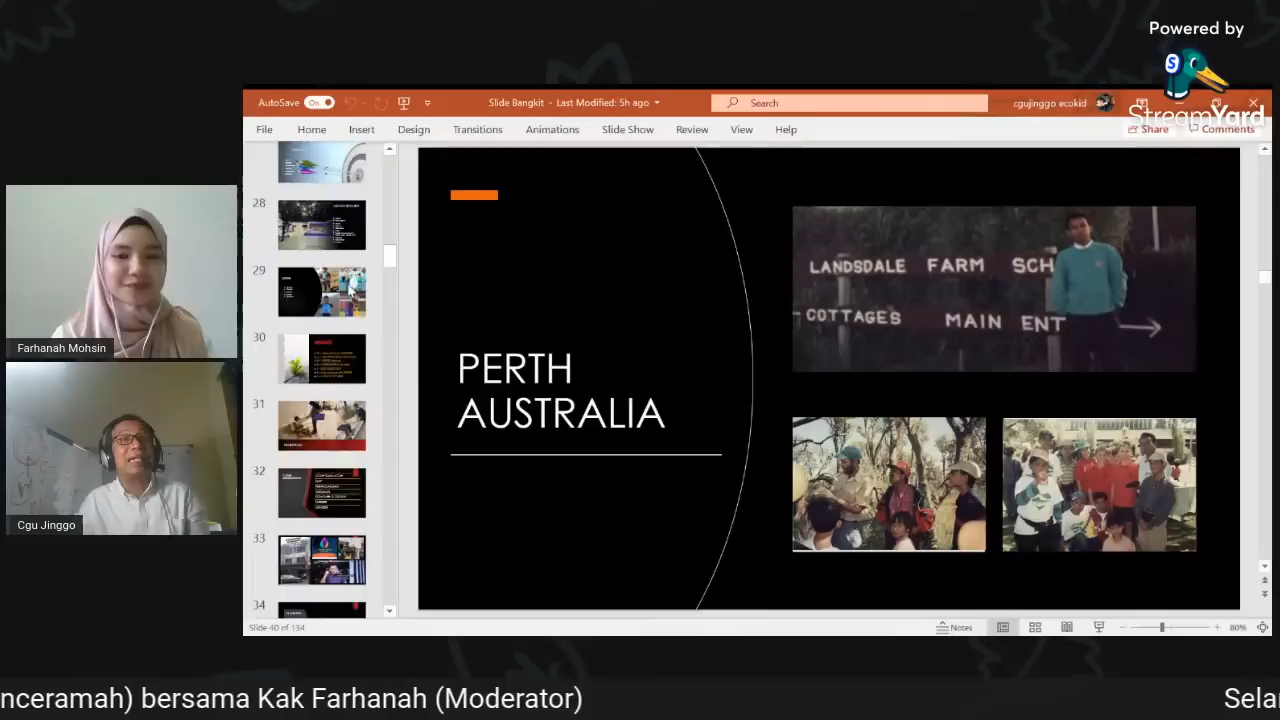 Powered by
StreamYard
AutoSave On
Slide Bangkit - Last Modified: 5h ago
Search
cgujinggo ecokid
File Home Insert Design Transitions Animations Slide Show Review View Help
Share Comments
28
29
30
31
32
33
34
PERTH
AUSTRALIA
LANDSDALE FARM SCH
COTTAGES MAIN ENT
Farhanah Mohsin
Cgu Jinggo
Slide 40 of 134
Notes
80%
nceramah) bersama Kak Farhanah (Moderator)
Selar